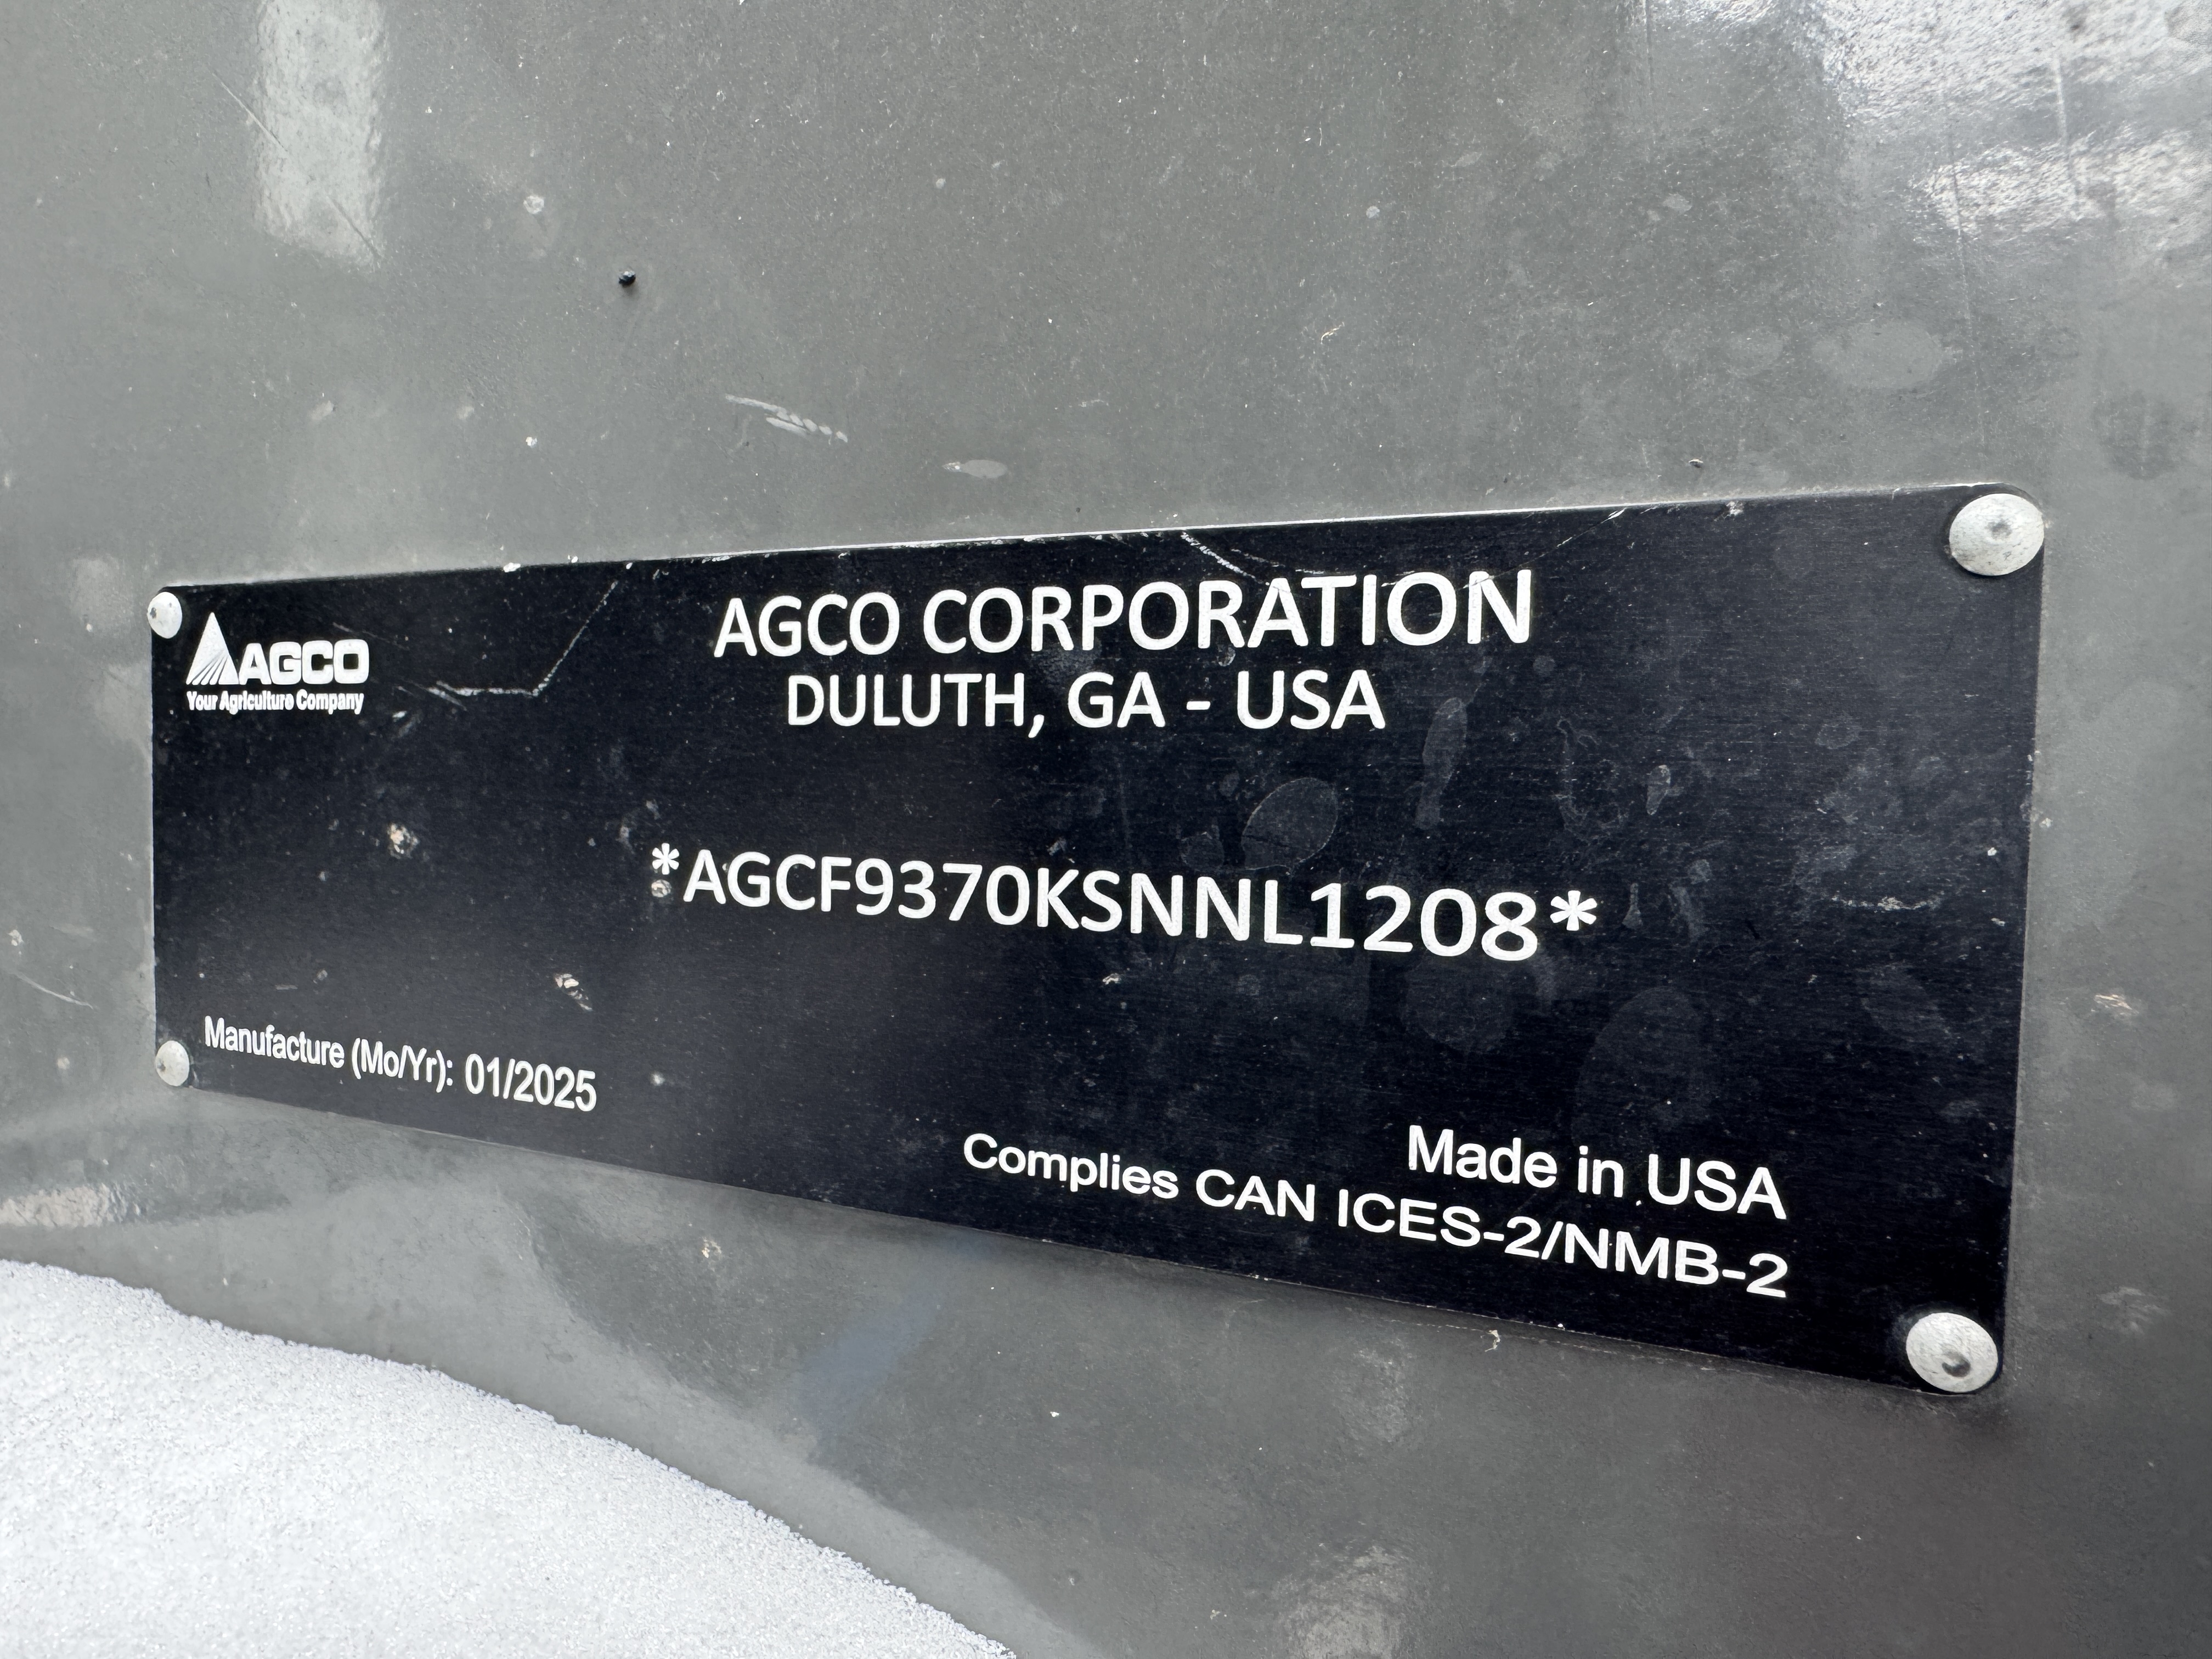 AGCO
Your Agriculture Company
AGCO CORPORATION
DULUTH, GA - USA
*AGCF9370KSNNL1208*
Manufacture (Mo/Yr): 01/2025
Made in USA
Complies CAN ICES-2/NMB-2